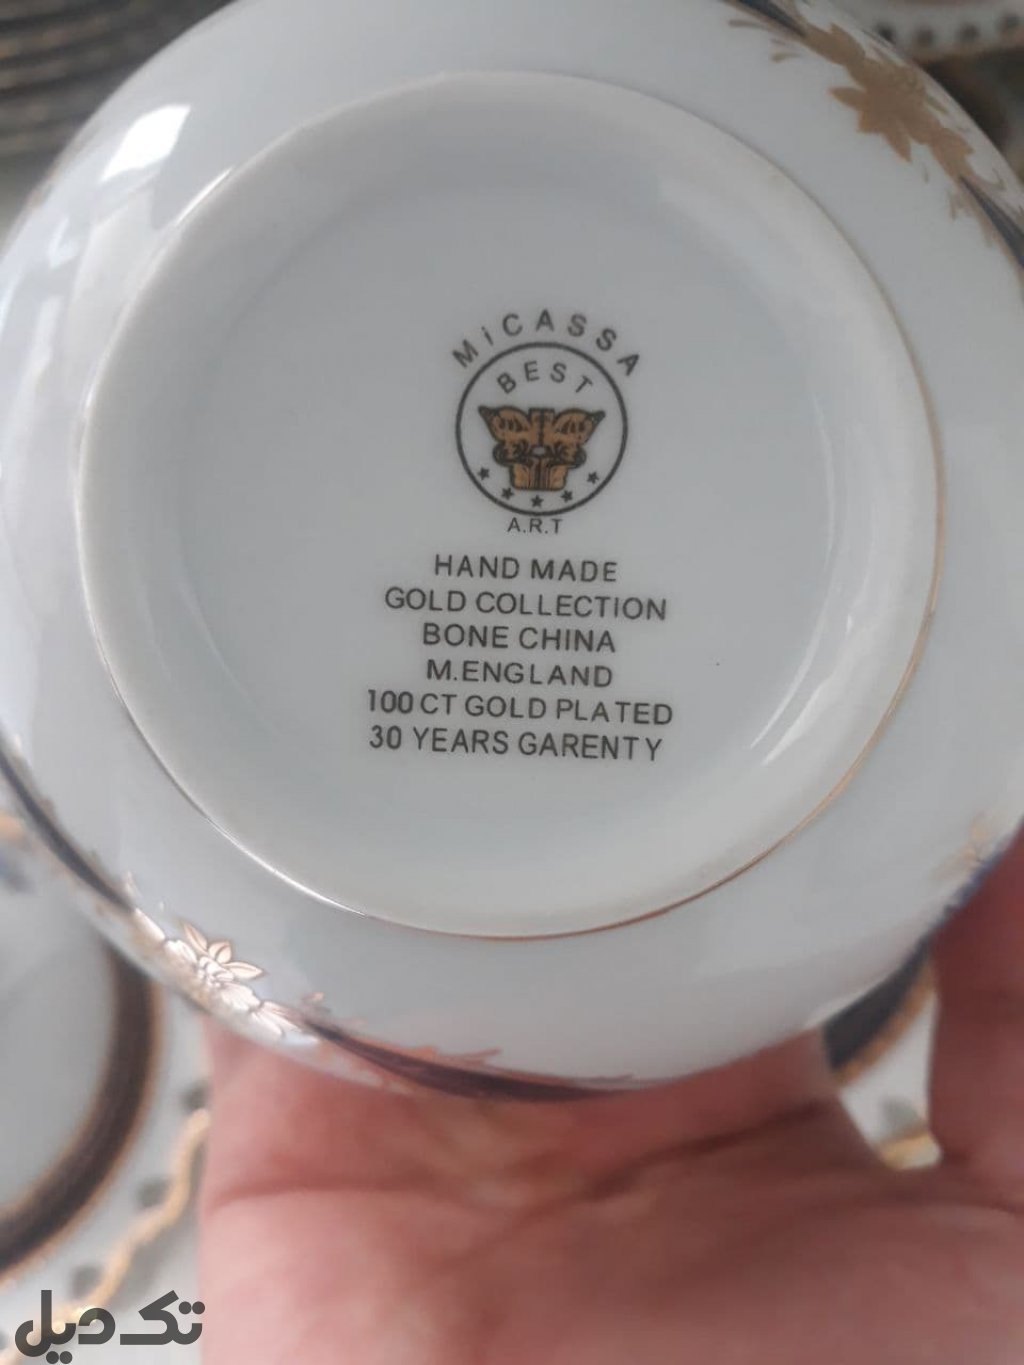 MiCASSA
BEST
A.R.T
HAND MADE
GOLD COLLECTION
BONE CHINA
M.ENGLAND
100 CT GOLD PLATED
30 YEARS GARENTY
تک دیل